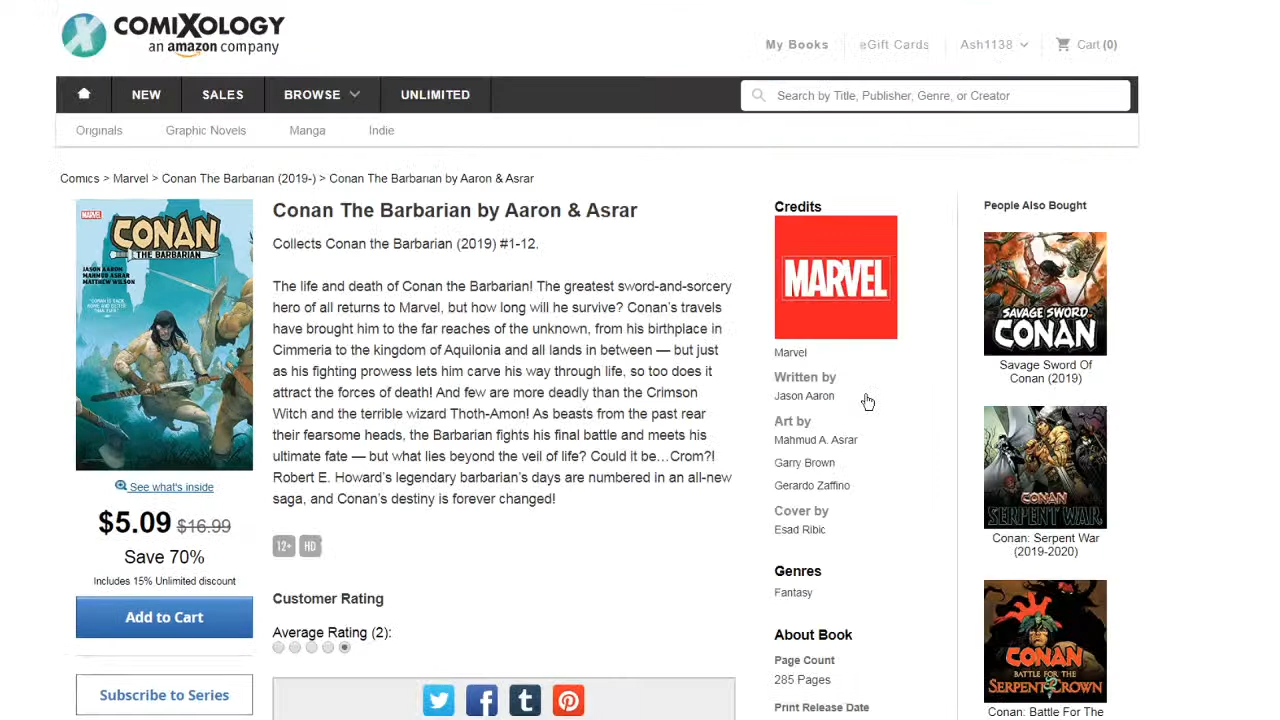 COMIXOLOGY
an amazon company
My Books
eGift Cards
Ash1138
Cart (0)
NEW
SALES
BROWSE
UNLIMITED
Search by Title, Publisher, Genre, or Creator
Originals
Graphic Novels
Manga
Indie
Comics > Marvel > Conan The Barbarian (2019-) > Conan The Barbarian by Aaron & Asrar
MARVEL
CONAN
THE BARBARIAN
JASON AARON
MAHMUD ASRAR
MATTHEW WILSON
See what's inside
$5.09 $16.99
Save 70%
Includes 15% Unlimited discount
Add to Cart
Subscribe to Series
Conan The Barbarian by Aaron & Asrar
Collects Conan the Barbarian (2019) #1-12.
The life and death of Conan the Barbarian! The greatest sword-and-sorcery
hero of all returns to Marvel, but how long will he survive? Conan's travels
have brought him to the far reaches of the unknown, from his birthplace in
Cimmeria to the kingdom of Aquilonia and all lands in between — but just
as his fighting prowess lets him carve his way through life, so too does it
attract the forces of death! And few are more deadly than the Crimson
Witch and the terrible wizard Thoth-Amon! As beasts from the past rear
their fearsome heads, the Barbarian fights his final battle and meets his
ultimate fate — but what lies beyond the veil of life? Could it be…Crom?!
Robert E. Howard's legendary barbarian's days are numbered in an all-new
saga, and Conan's destiny is forever changed!
12+ HD
Customer Rating
Average Rating (2):
Credits
MARVEL
Marvel
Written by
Jason Aaron
Art by
Mahmud A. Asrar
Garry Brown
Gerardo Zaffino
Cover by
Esad Ribic
Genres
Fantasy
About Book
Page Count
285 Pages
Print Release Date
People Also Bought
SAVAGE SWORD OF
CONAN
Savage Sword Of
Conan (2019)
CONAN
SERPENT WAR
Conan: Serpent War
(2019-2020)
CONAN
BATTLE FOR THE
SERPENT CROWN
Conan: Battle For The